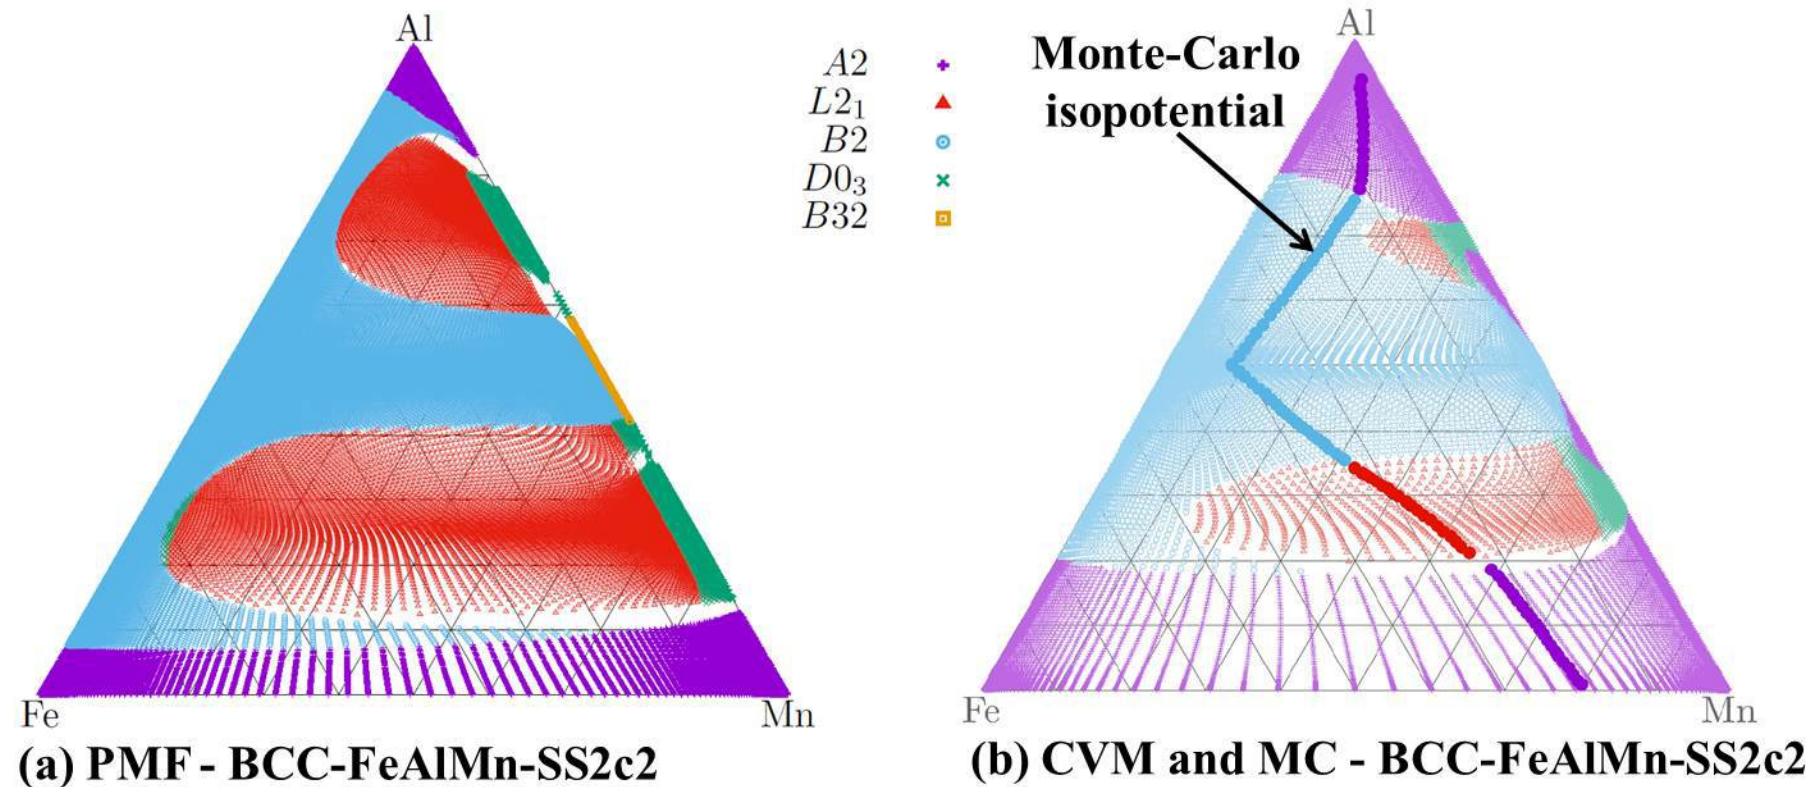 Al
A2
L2₁
B2
D0₃
B32
Fe
Mn
(a) PMF - BCC-FeAlMn-SS2c2
Al
Monte-Carlo
isopotential
Fe
Mn
(b) CVM and MC - BCC-FeAlMn-SS2c2